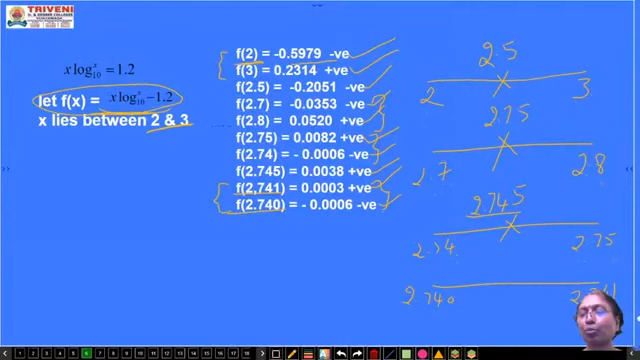 TRIVENI
x log₁₀ˣ = 1.2
let f(x) = x log₁₀ˣ − 1.2
x lies between 2 & 3
f(2) = -0.5979 -ve
f(3) = 0.2314 +ve
f(2.5) = -0.2051 -ve
f(2.7) = -0.0353 -ve
f(2.8) = 0.0520 +ve
f(2.75) = 0.0082 +ve
f(2.74) = - 0.0006 -ve
f(2.745) = 0.0038 +ve
f(2,741) = 0.0003 +ve
f(2.740) = - 0.0006 -ve
2.5
2 3
2.75
2.7 2.8
2.745
2.74 2.75
2.740